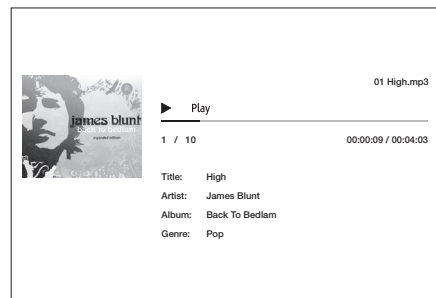 01 High.mp3
james blunt
back to bedlam
expanded edition
Play
1 / 10
00:00:09 / 00:04:03
Title: High
Artist: James Blunt
Album: Back To Bedlam
Genre: Pop